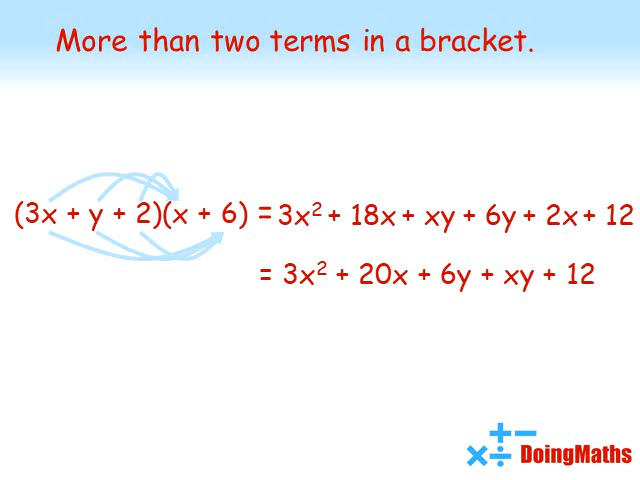 More than two terms in a bracket.
(3x + y + 2)(x + 6) = 3x² + 18x + xy + 6y + 2x + 12
= 3x² + 20x + 6y + xy + 12
+ −
× ÷ DoingMaths